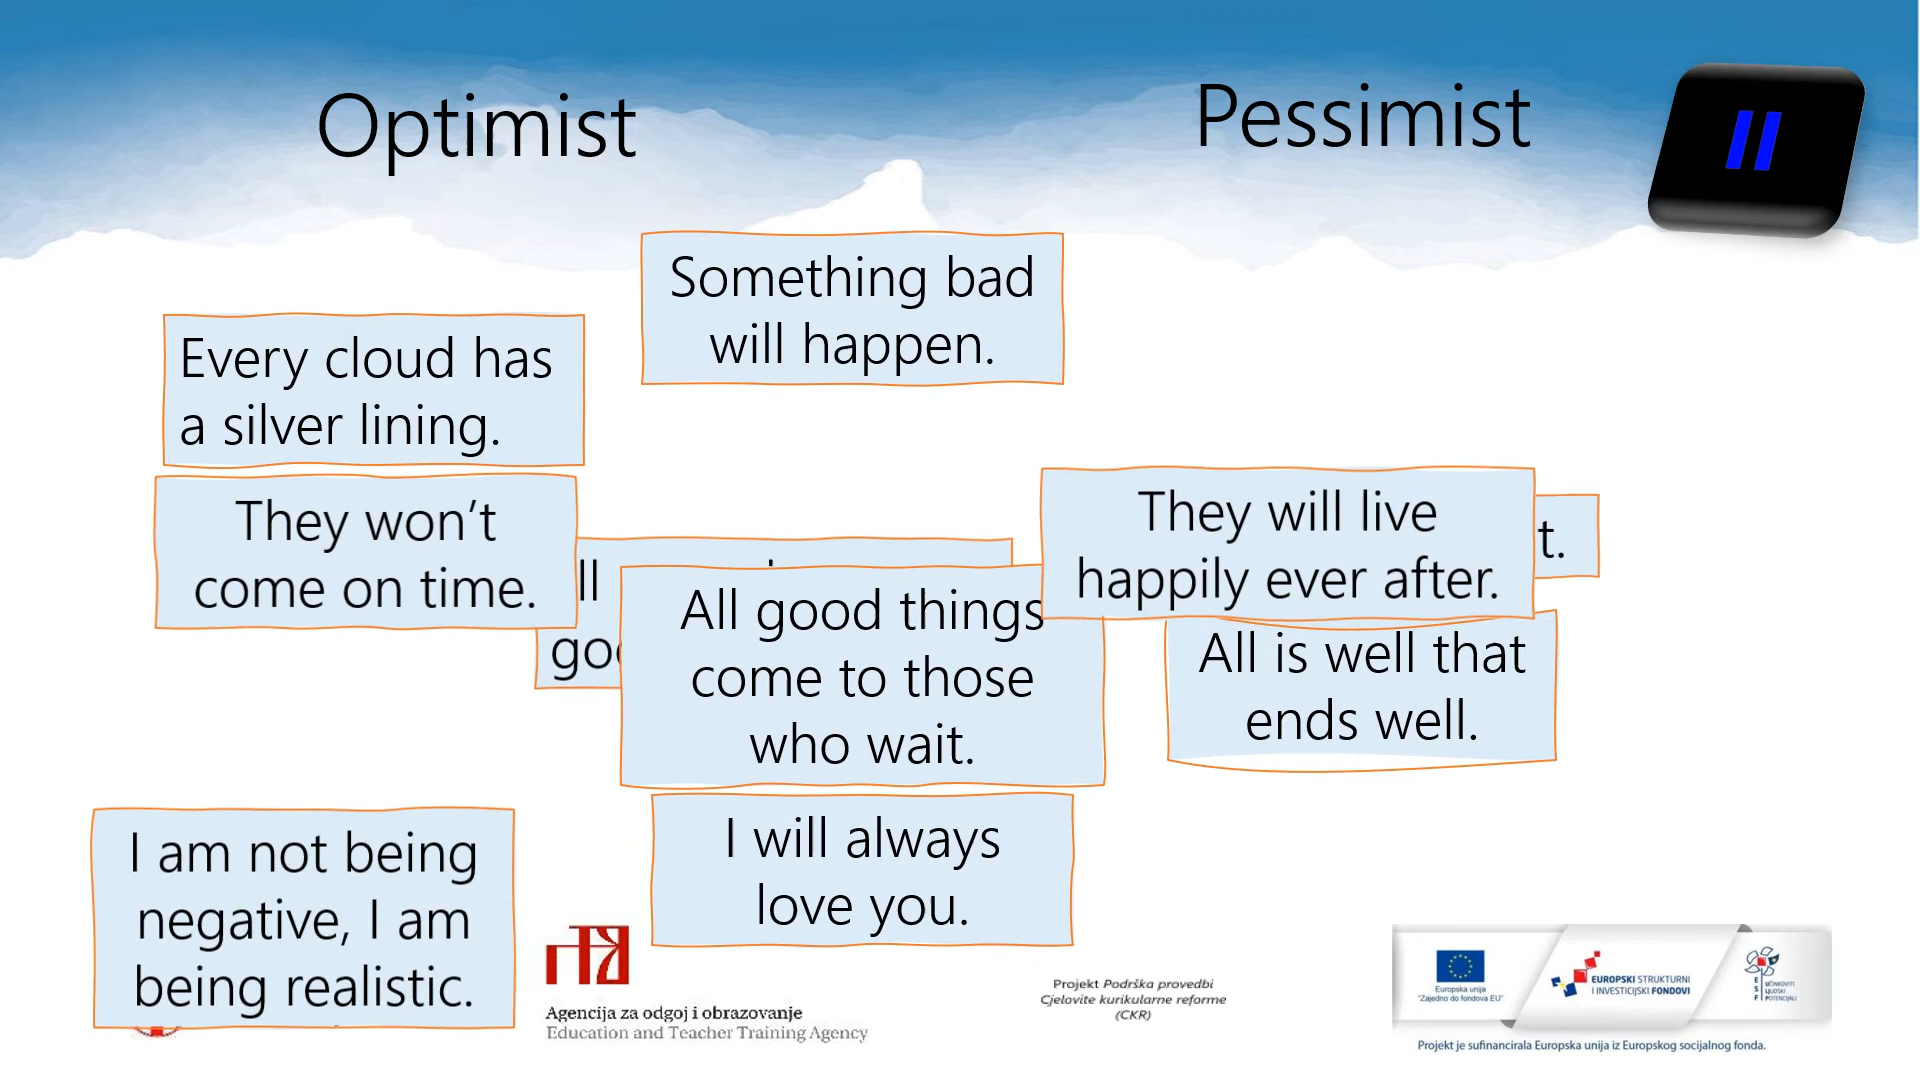 Optimist
Pessimist
Something bad
will happen.
Every cloud has
a silver lining.
They won’t
come on time.
They will live
happily ever after.
t.
All good things
come to those
who wait.
All is well that
ends well.
I will always
love you.
I am not being
negative, I am
being realistic.
Agencija za odgoj i obrazovanje
Education and Teacher Training Agency
Projekt Podrška provedbi
Cjelovite kurikularne reforme
(CKR)
Europska unija
"Zajedno do fondova EU"
EUROPSKI STRUKTURNI
I INVESTICIJSKI FONDOVI
ESF
UČINKOVITI
LJUDSKI
POTENCIJALI
Projekt je sufinancirala Europska unija iz Europskog socijalnog fonda.